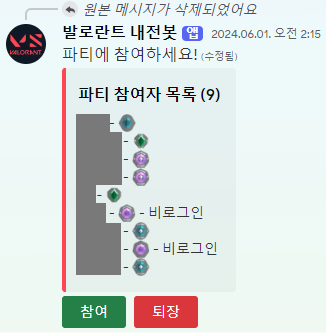 원본 메시지가 삭제되었어요
VS
VALORANT
발로란트 내전봇 앱 2024.06.01. 오전 2:15
파티에 참여하세요! (수정됨)
파티 참여자 목록 (9)
-
-
-
-
-
- - 비로그인
-
- - 비로그인
-
참여 퇴장